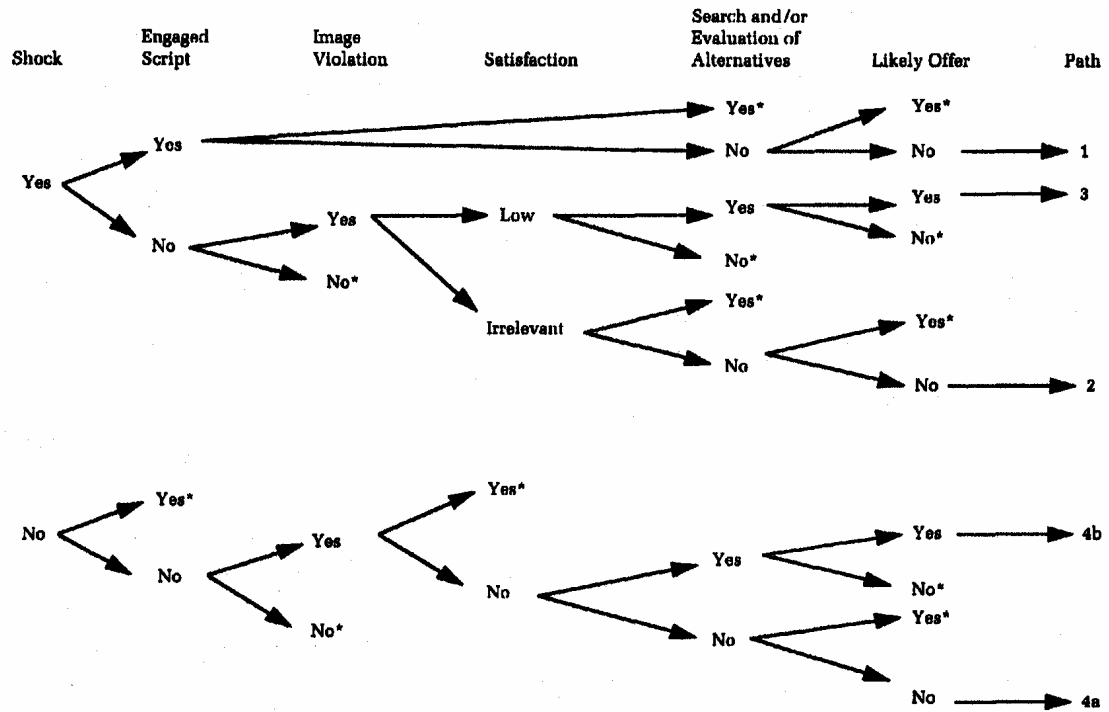 Shock
Engaged
Script
Image
Violation
Satisfaction
Search and/or
Evaluation of
Alternatives
Likely Offer
Path
Yes*
Yes*
Yes
No
No
1
Yes
Yes
Yes
3
Yes
Low
No
No*
No*
No*
Yes*
Irrelevant
Yes*
No
No
2
Yes*
Yes*
No
Yes
Yes
4b
Yes
No
No*
No
Yes*
No*
No
No
4a